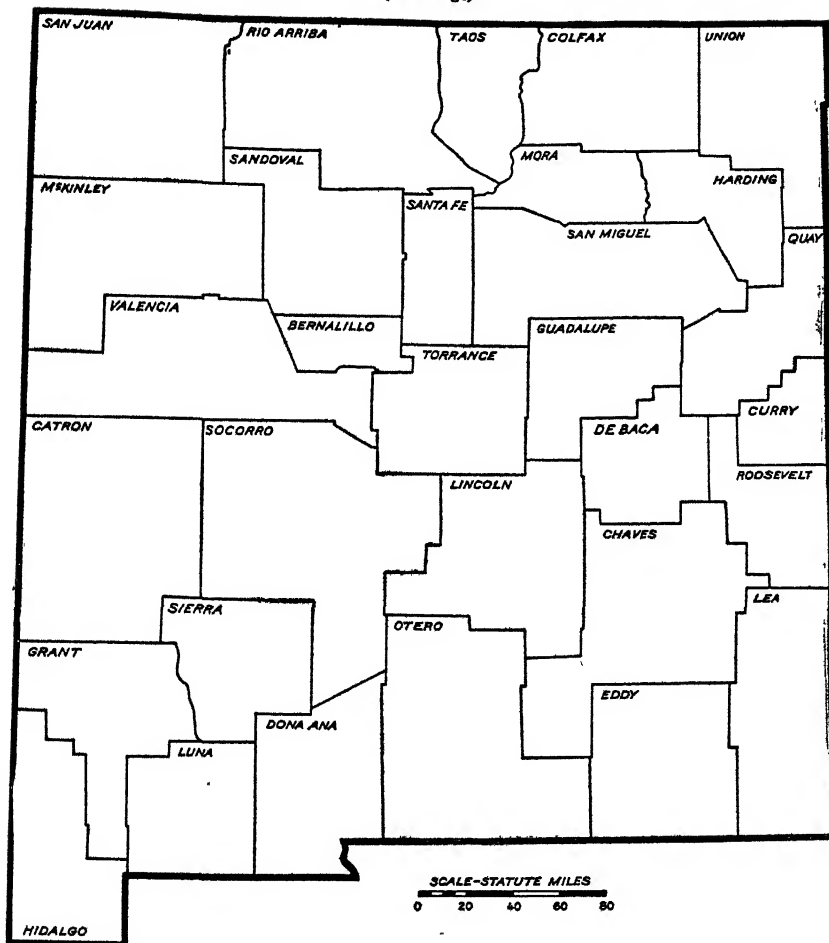 SAN JUAN
RIO ARRIBA
TAOS
COLFAX
UNION
SANDOVAL
MORA
HARDING
McKINLEY
SANTA FE
SAN MIGUEL
QUAY
VALENCIA
BERNALILLO
GUADALUPE
TORRANCE
CURRY
CATRON
SOCORRO
DE BACA
ROOSEVELT
LINCOLN
CHAVES
LEA
SIERRA
OTERO
GRANT
EDDY
DONA ANA
LUNA
SCALE-STATUTE MILES
0 20 40 60 80
HIDALGO